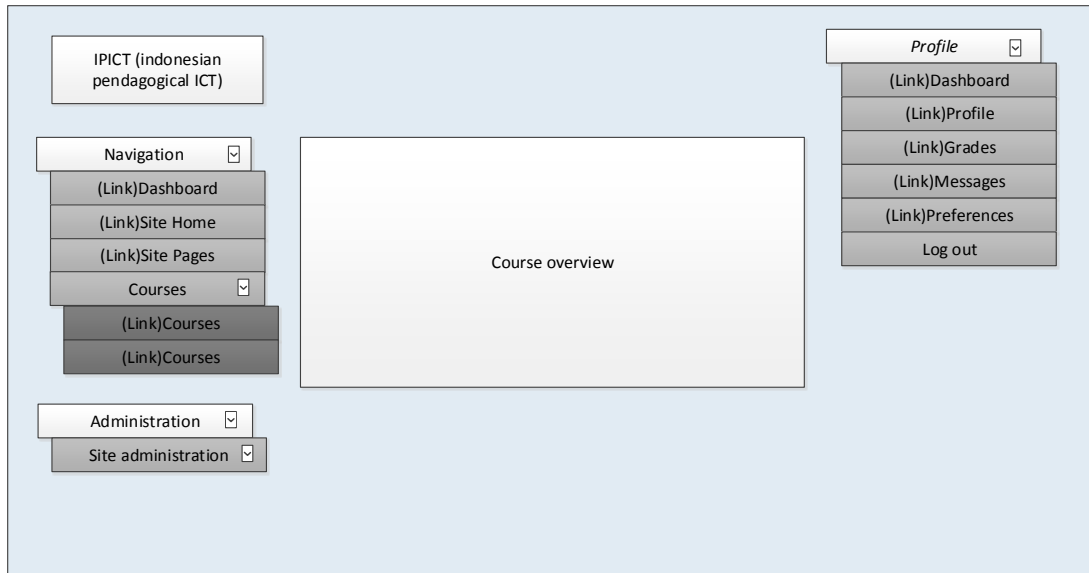 IPICT (indonesian
pendagogical ICT)
Profile
(Link)Dashboard
(Link)Profile
(Link)Grades
(Link)Messages
(Link)Preferences
Log out
Navigation
(Link)Dashboard
(Link)Site Home
(Link)Site Pages
Courses
(Link)Courses
(Link)Courses
Course overview
Administration
Site administration